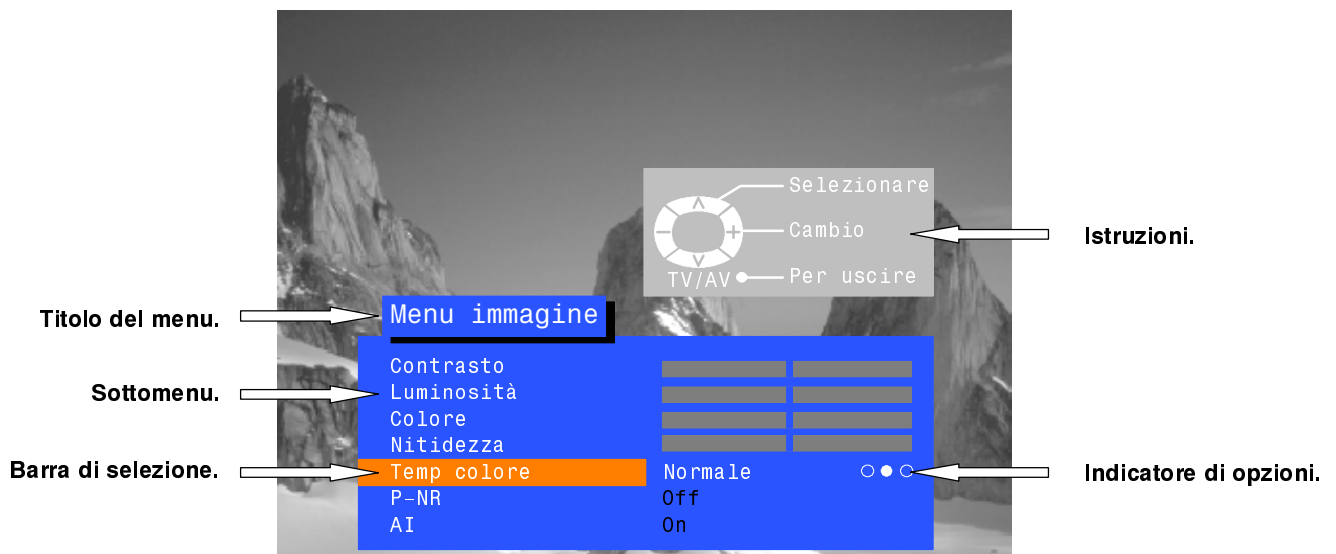 Selezionare
Cambio
TV/AV Per uscire
Istruzioni.
Titolo del menu.
Menu immagine
Contrasto
Sottomenu.
Luminosità
Colore
Nitidezza
Barra di selezione.
Temp colore Normale
Indicatore di opzioni.
P-NR Off
AI On